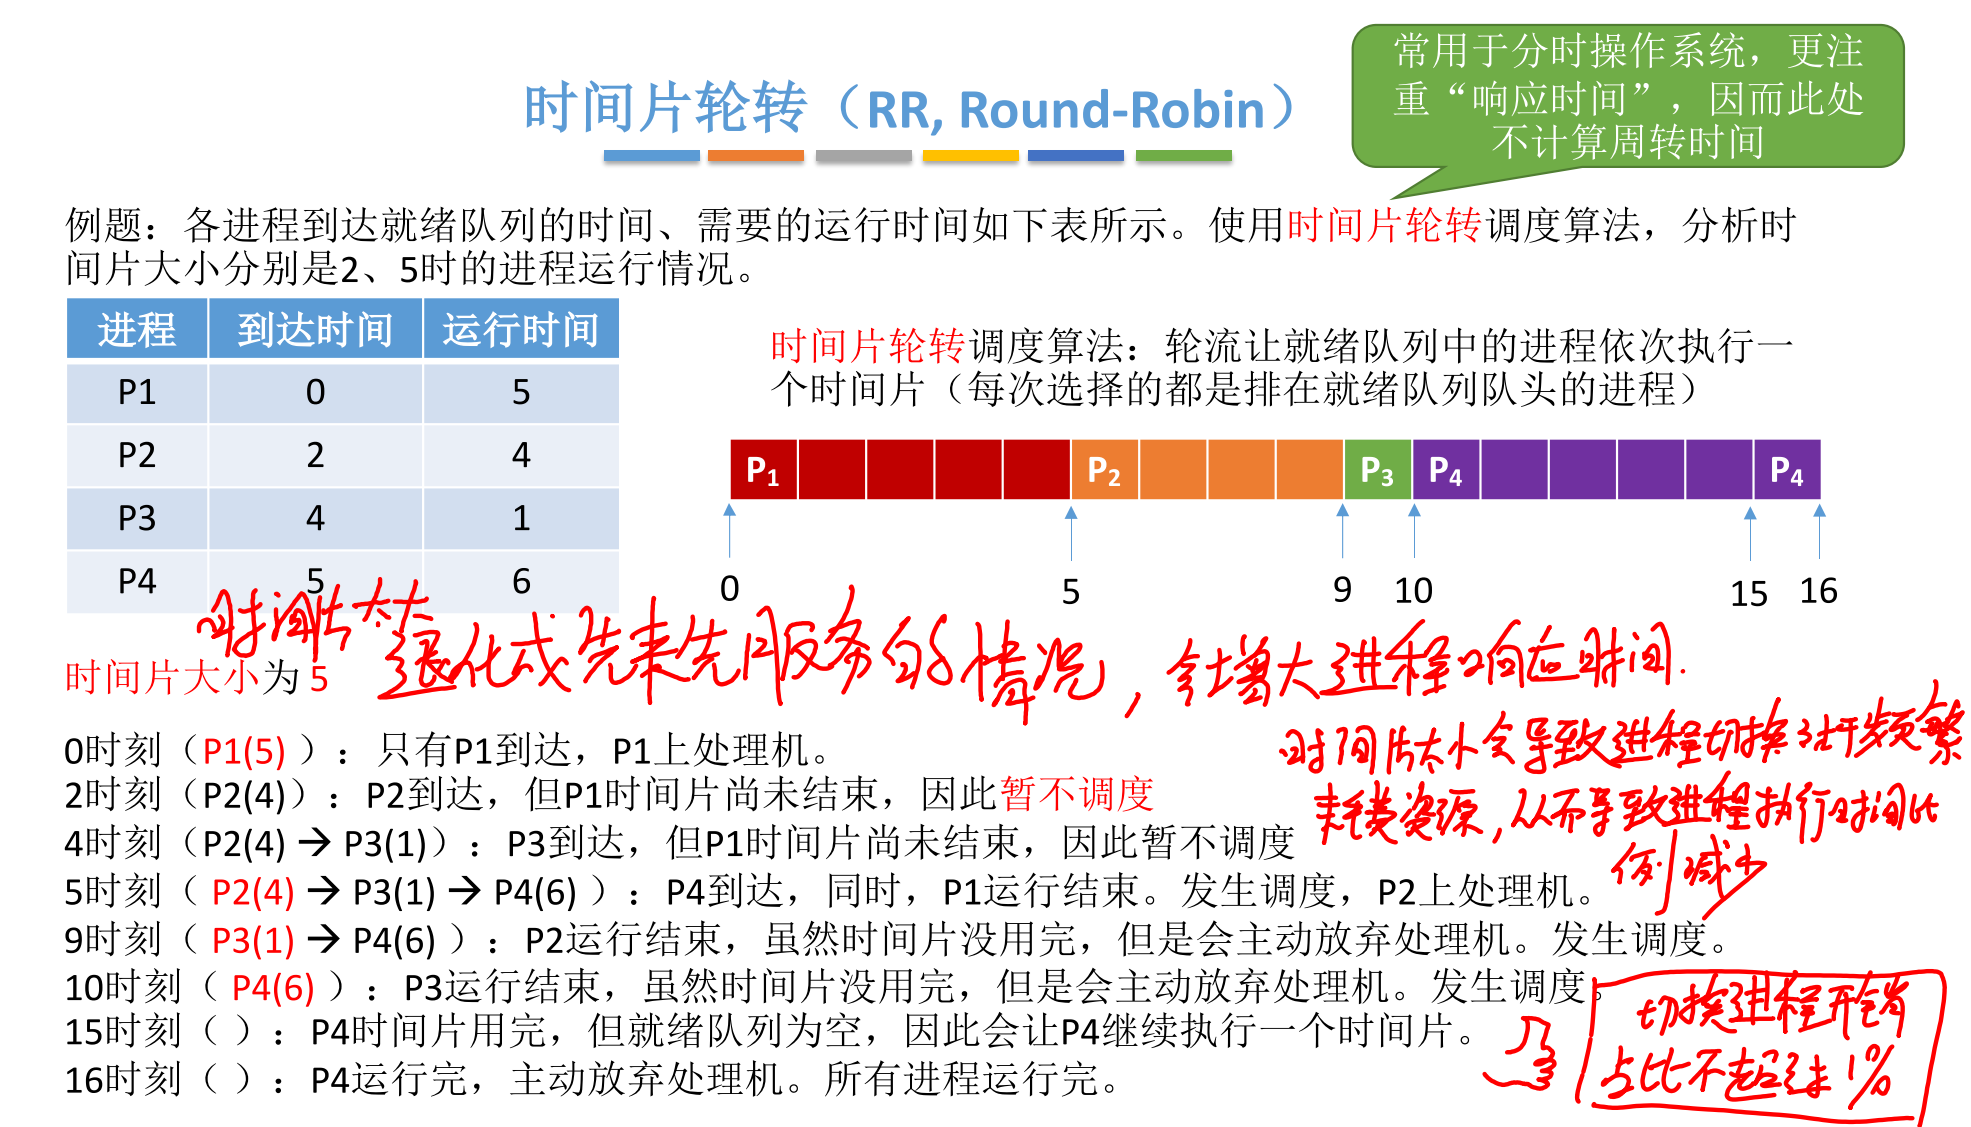 常用于分时操作系统，更注
重“响应时间”，因而此处
不计算周转时间
时间片轮转（RR, Round-Robin）
例题：各进程到达就绪队列的时间、需要的运行时间如下表所示。使用时间片轮转调度算法，分析时
间片大小分别是2、5时的进程运行情况。
进程 到达时间 运行时间
P1 0 5
P2 2 4
P3 4 1
P4 5 6
时间片轮转调度算法：轮流让就绪队列中的进程依次执行一
个时间片（每次选择的都是排在就绪队列队头的进程）
P1 P2 P3 P4 P4
0 5 9 10 15 16
时间片太大
退化成先来先服务的情况，会增大进程响应时间.
时间片大小为 5
时间片太小会导致进程切换过于频繁
耗费资源，从而导致进程执行时间比
例减少
0时刻（P1(5) ）：只有P1到达，P1上处理机。
2时刻（P2(4)）：P2到达，但P1时间片尚未结束，因此暂不调度
4时刻（P2(4) → P3(1)）：P3到达，但P1时间片尚未结束，因此暂不调度
5时刻（ P2(4) → P3(1) → P4(6) ）：P4到达，同时，P1运行结束。发生调度，P2上处理机。
9时刻（ P3(1) → P4(6) ）：P2运行结束，虽然时间片没用完，但是会主动放弃处理机。发生调度。
10时刻（ P4(6) ）：P3运行结束，虽然时间片没用完，但是会主动放弃处理机。发生调度。
15时刻（ ）：P4时间片用完，但就绪队列为空，因此会让P4继续执行一个时间片。
16时刻（ ）：P4运行完，主动放弃处理机。所有进程运行完。
切换进程开销
占比不超过1%